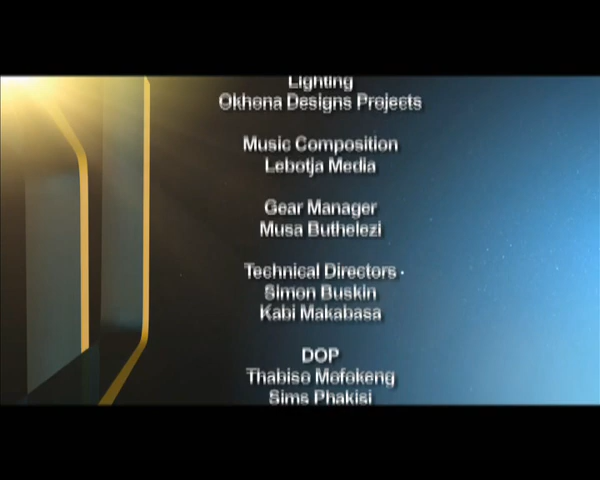 Lighting
Okhona Designs Projects
Music Composition
Lebotja Media
Gear Manager
Musa Buthelezi
Technical Directors
Simon Buskin
Kabi Makabasa
DOP
Thabiso Mofokeng
Sims Phakisi